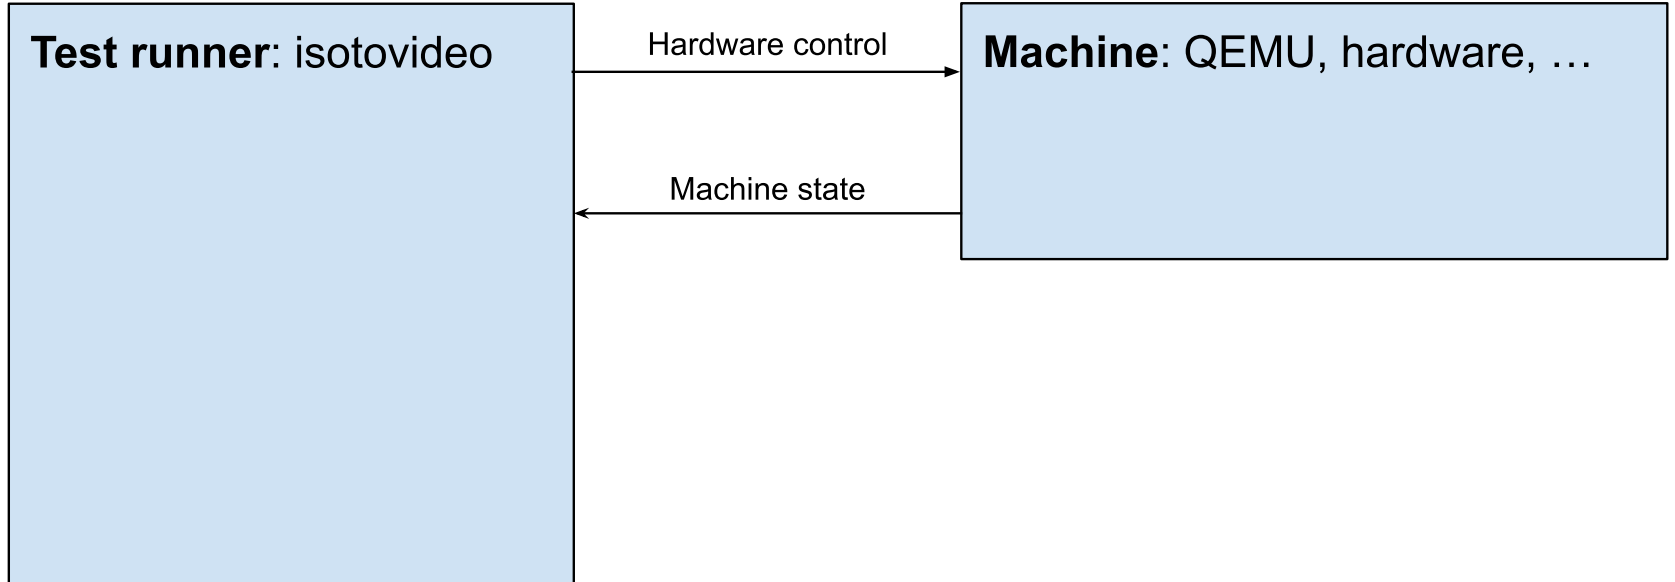 Test runner: isotovideo
Hardware control
Machine: QEMU, hardware, …
Machine state